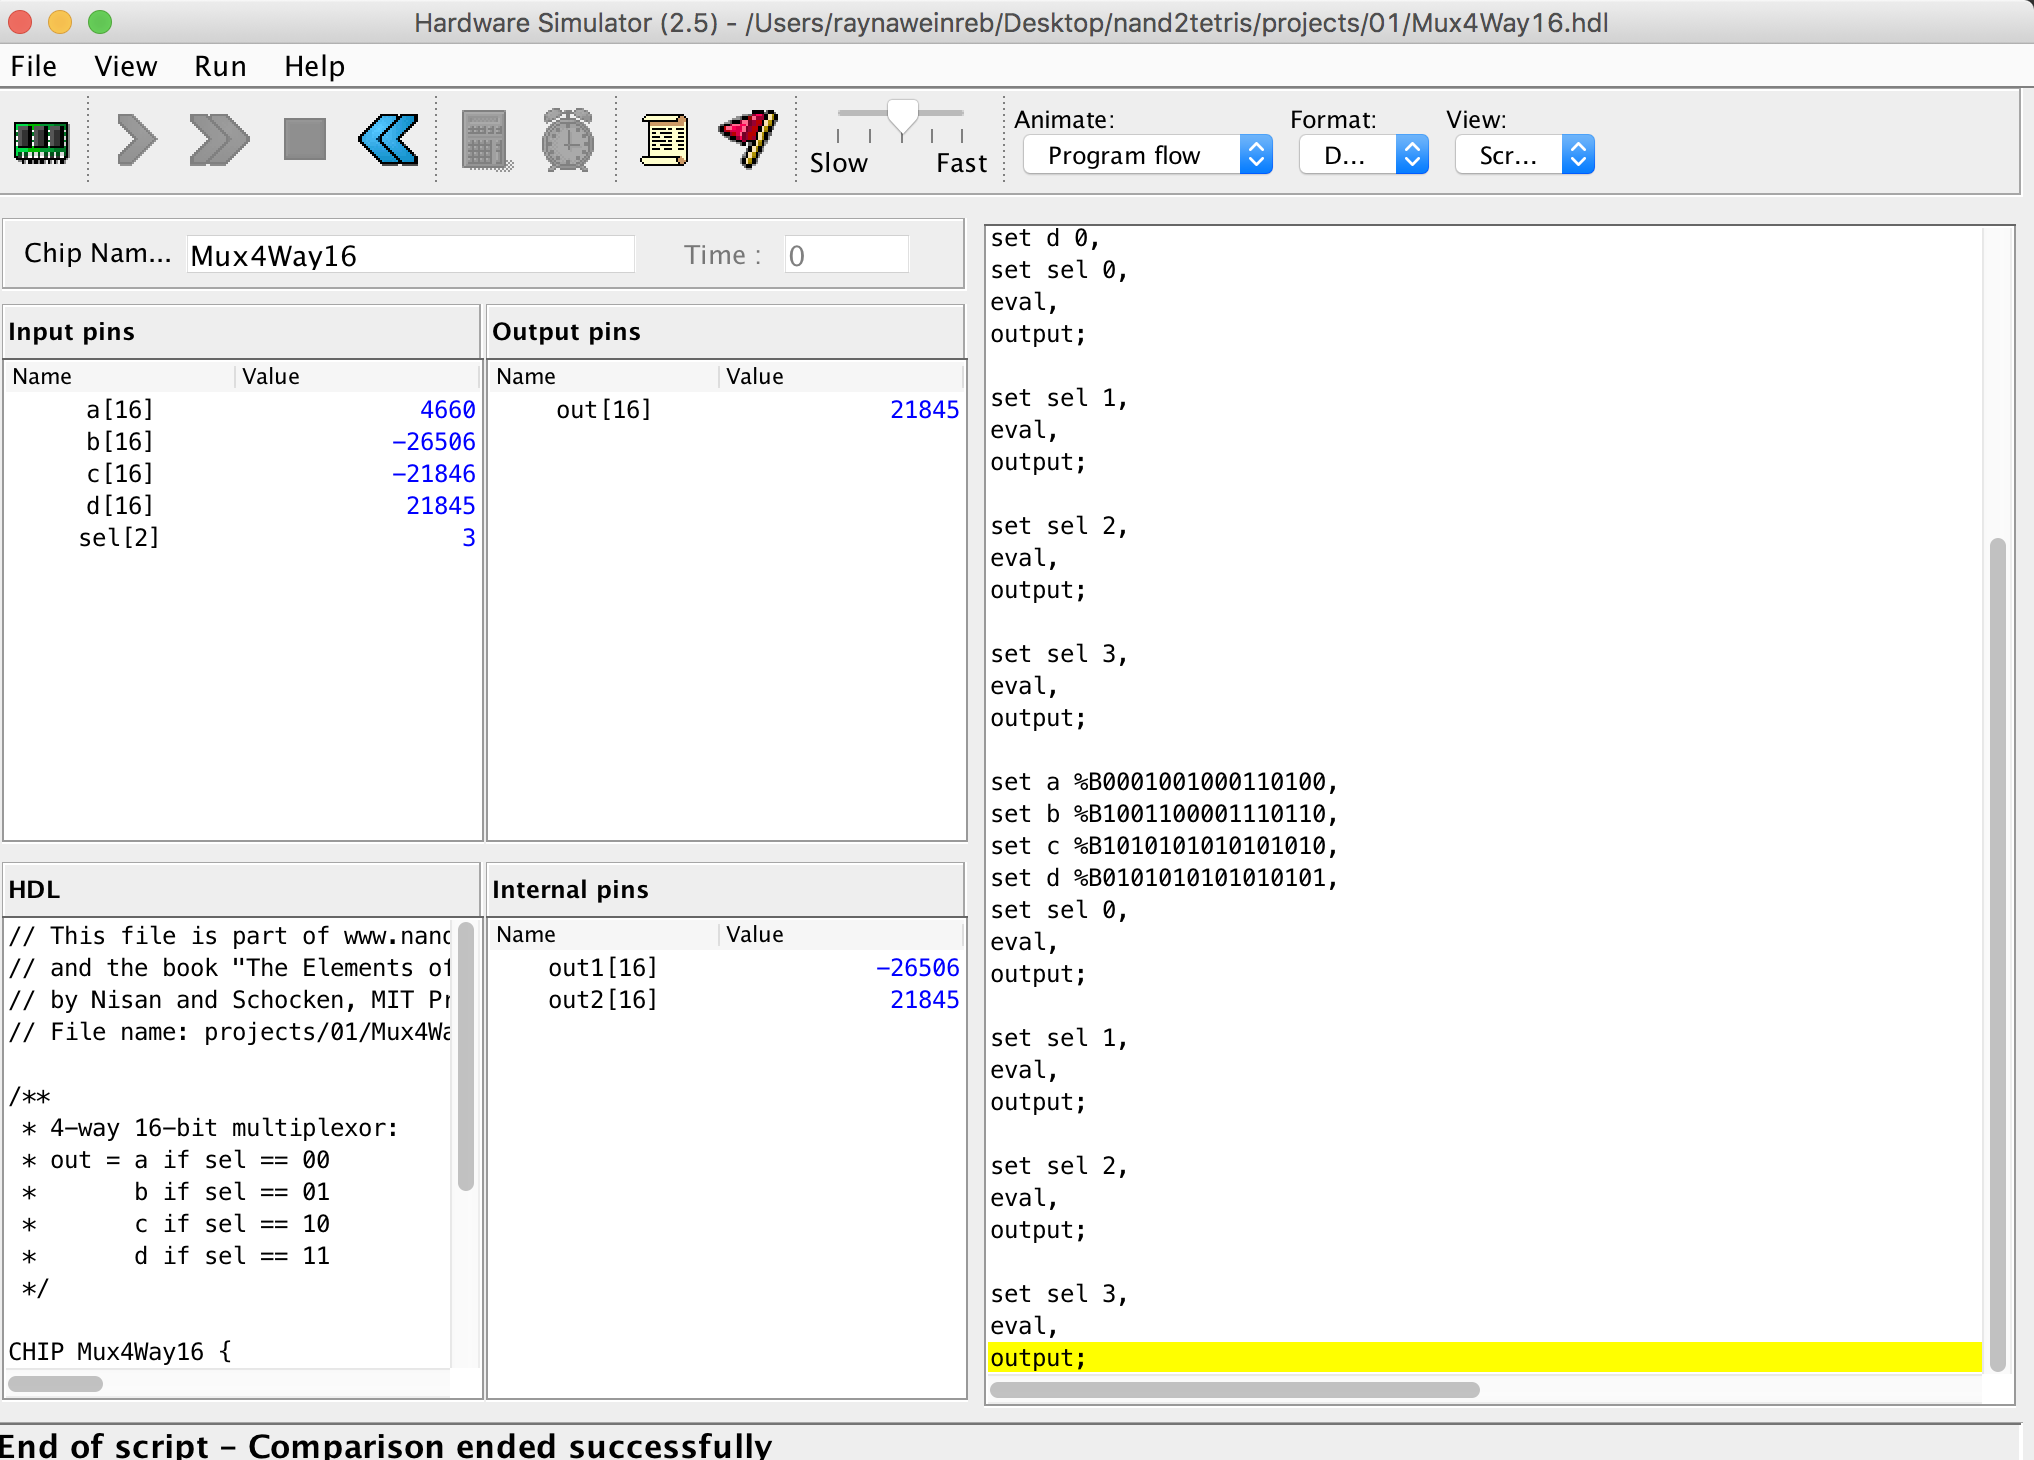 Hardware Simulator (2.5) - /Users/raynaweinreb/Desktop/nand2tetris/projects/01/Mux4Way16.hdl
File View Run Help
Slow Fast
Animate: Format: View:
Program flow D... Scr...
Chip Nam... Mux4Way16 Time : 0
Input pins
Name Value
a[16] 4660
b[16] -26506
c[16] -21846
d[16] 21845
sel[2] 3
Output pins
Name Value
out[16] 21845
HDL
// This file is part of www.nand
// and the book "The Elements of
// by Nisan and Schocken, MIT Pr
// File name: projects/01/Mux4Wa
/**
* 4-way 16-bit multiplexor:
* out = a if sel == 00
* b if sel == 01
* c if sel == 10
* d if sel == 11
*/
CHIP Mux4Way16 {
Internal pins
Name Value
out1[16] -26506
out2[16] 21845
set d 0,
set sel 0,
eval,
output;
set sel 1,
eval,
output;
set sel 2,
eval,
output;
set sel 3,
eval,
output;
set a %B0001001000110100,
set b %B1001100001110110,
set c %B1010101010101010,
set d %B0101010101010101,
set sel 0,
eval,
output;
set sel 1,
eval,
output;
set sel 2,
eval,
output;
set sel 3,
eval,
output;
End of script - Comparison ended successfully